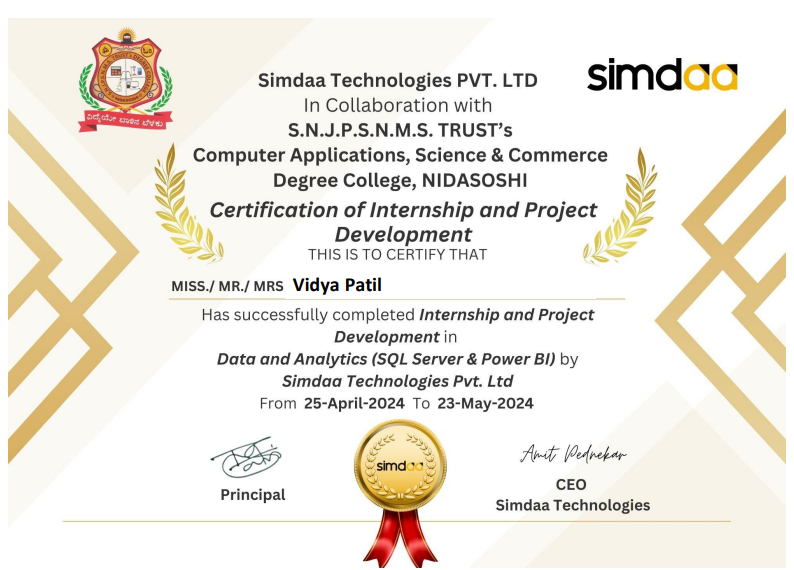 simdaa
Simdaa Technologies PVT. LTD
In Collaboration with
S.N.J.P.S.N.M.S. TRUST's
Computer Applications, Science & Commerce
Degree College, NIDASOSHI
ವಿದ್ಯೆಯೇ ಬಾಳಿನ ಬೆಳಕು
Certification of Internship and Project
Development
THIS IS TO CERTIFY THAT
MISS./ MR./ MRS Vidya Patil
Has successfully completed Internship and Project
Development in
Data and Analytics (SQL Server & Power BI) by
Simdaa Technologies Pvt. Ltd
From 25-April-2024 To 23-May-2024
simdaa
Amit Pednekar
Principal
CEO
Simdaa Technologies